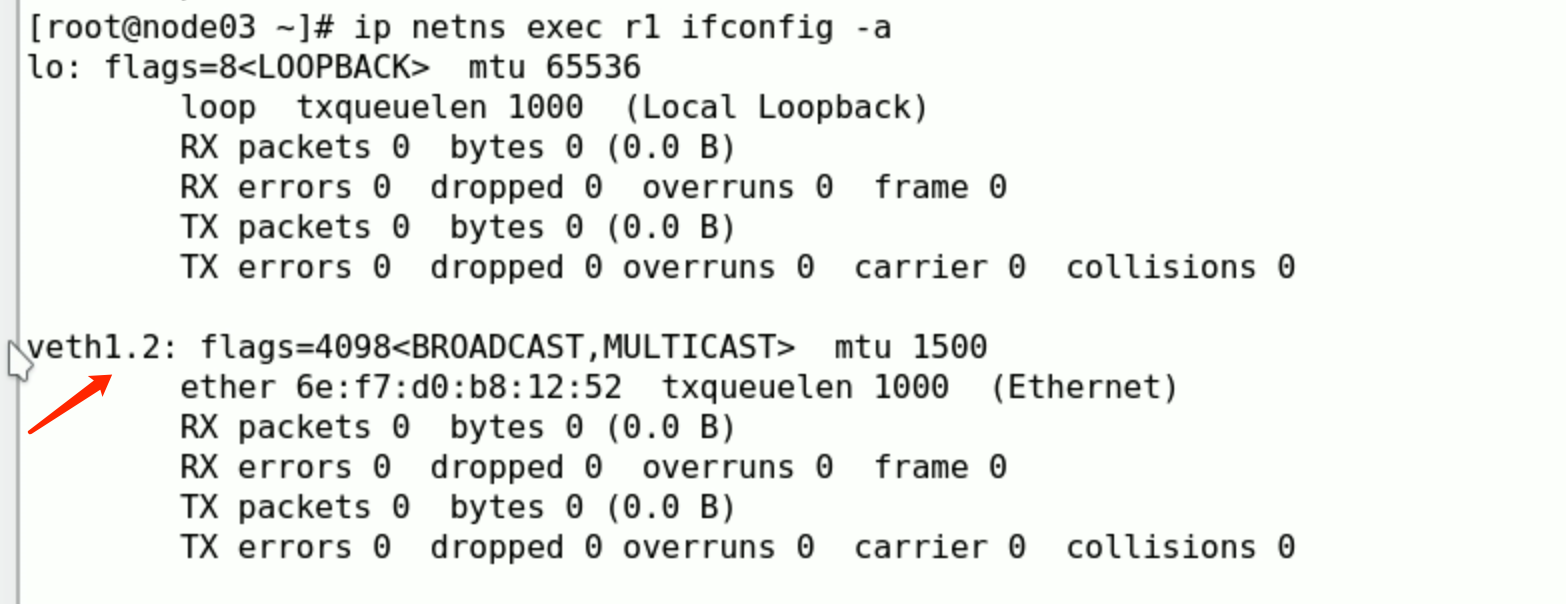 [root@node03 ~]# ip netns exec r1 ifconfig -a
lo: flags=8<LOOPBACK>  mtu 65536
        loop  txqueuelen 1000  (Local Loopback)
        RX packets 0  bytes 0 (0.0 B)
        RX errors 0  dropped 0  overruns 0  frame 0
        TX packets 0  bytes 0 (0.0 B)
        TX errors 0  dropped 0 overruns 0  carrier 0  collisions 0

veth1.2: flags=4098<BROADCAST,MULTICAST>  mtu 1500
        ether 6e:f7:d0:b8:12:52  txqueuelen 1000  (Ethernet)
        RX packets 0  bytes 0 (0.0 B)
        RX errors 0  dropped 0  overruns 0  frame 0
        TX packets 0  bytes 0 (0.0 B)
        TX errors 0  dropped 0 overruns 0  carrier 0  collisions 0